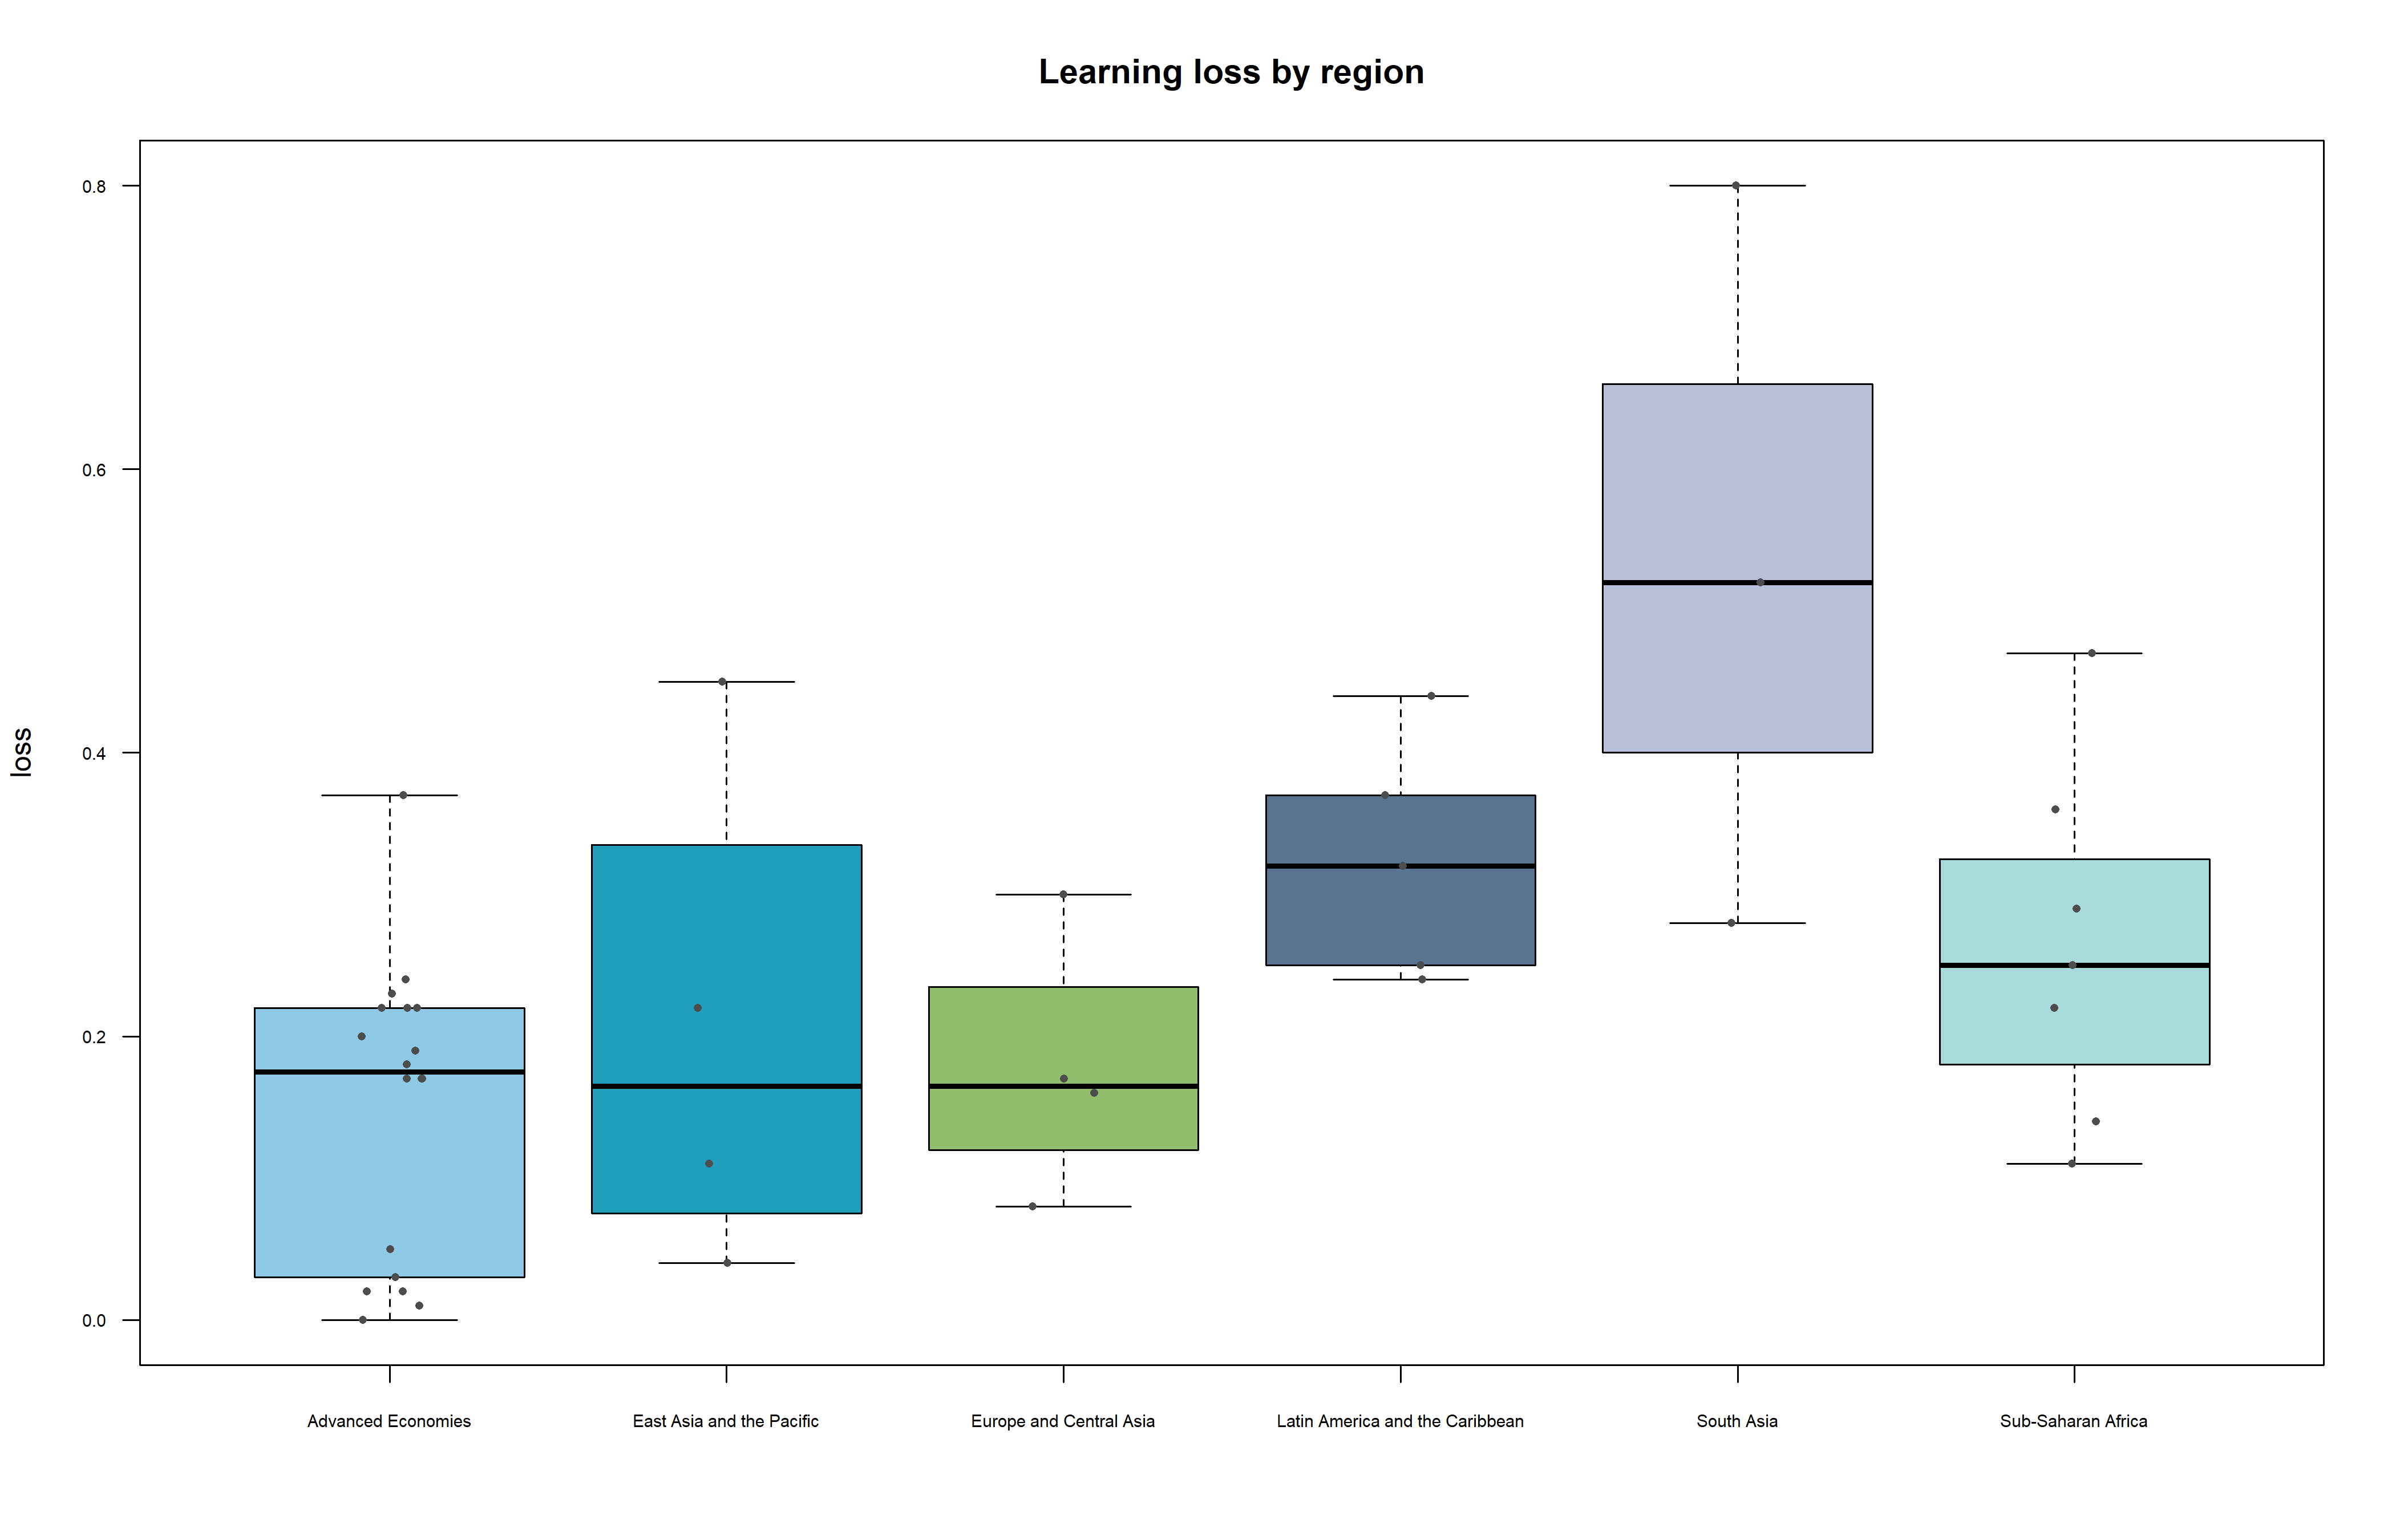 Learning loss by region
loss
0.8
0.6
0.4
0.2
0.0
Advanced Economies
East Asia and the Pacific
Europe and Central Asia
Latin America and the Caribbean
South Asia
Sub-Saharan Africa